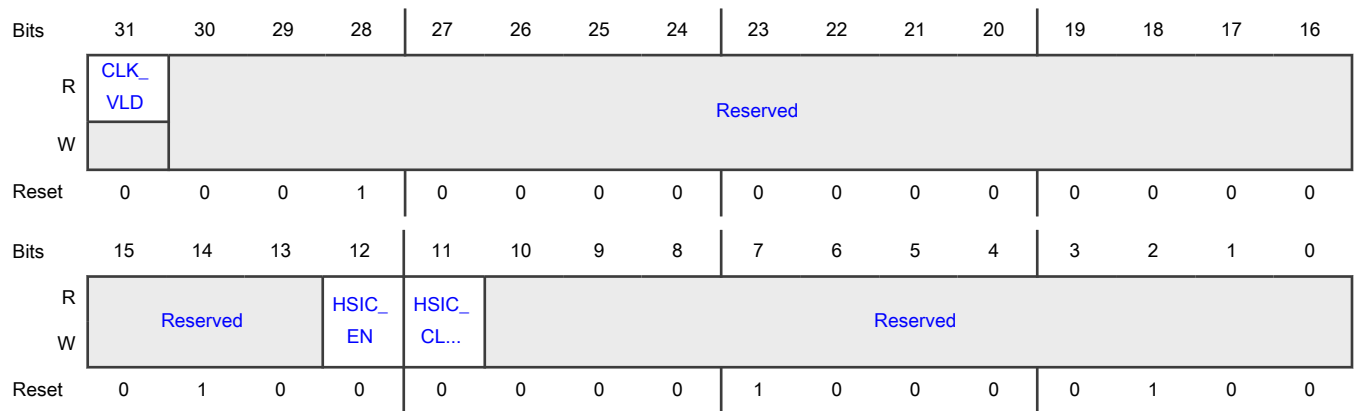 Bits 31 30 29 28 27 26 25 24 23 22 21 20 19 18 17 16
R CLK_
VLD
Reserved
W
Reset 0 0 0 1 0 0 0 0 0 0 0 0 0 0 0 0
Bits 15 14 13 12 11 10 9 8 7 6 5 4 3 2 1 0
R HSIC_ HSIC_
Reserved Reserved
W EN CL...
Reset 0 1 0 0 0 0 0 0 1 0 0 0 0 1 0 0